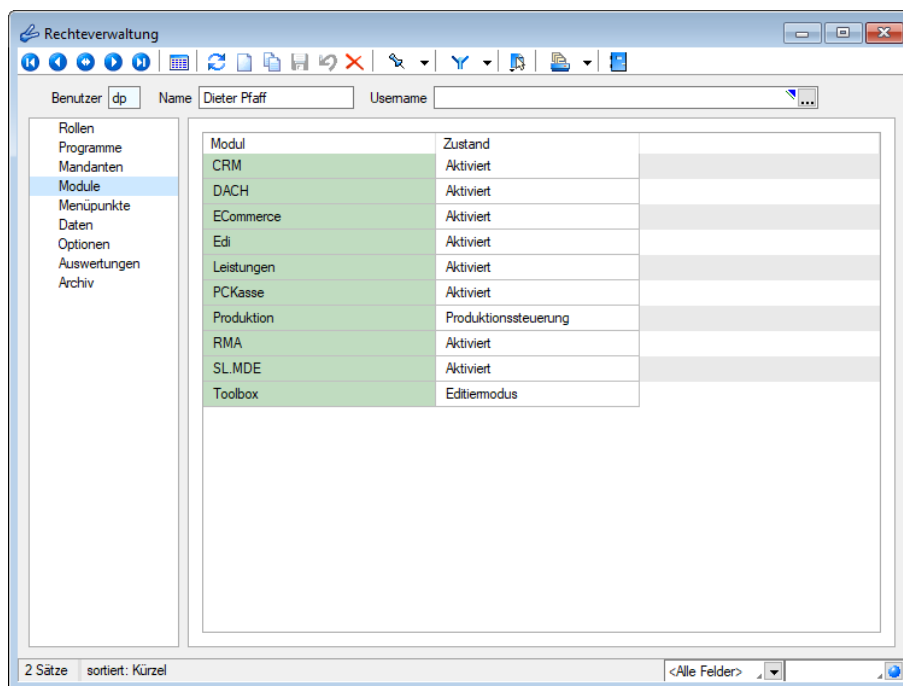 Rechteverwaltung
Benutzer dp Name Dieter Pfaff Username ...
Rollen
Programme
Mandanten
Module
Menüpunkte
Daten
Optionen
Auswertungen
Archiv
Modul Zustand
CRM Aktiviert
DACH Aktiviert
ECommerce Aktiviert
Edi Aktiviert
Leistungen Aktiviert
PCKasse Aktiviert
Produktion Produktionssteuerung
RMA Aktiviert
SL.MDE Aktiviert
Toolbox Editiermodus
2 Sätze sortiert: Kürzel <Alle Felder>